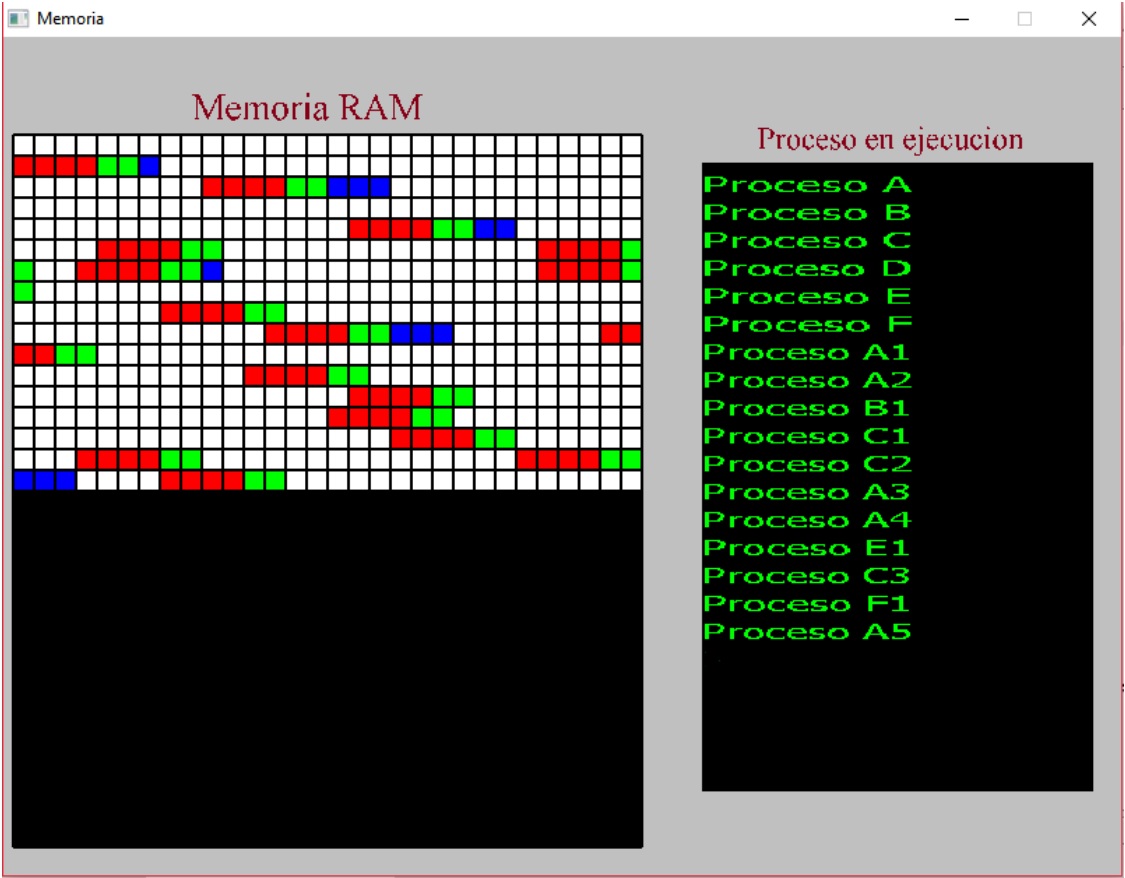 Memoria
Memoria RAM
Proceso en ejecucion
Proceso A
Proceso B
Proceso C
Proceso D
Proceso E
Proceso F
Proceso A1
Proceso A2
Proceso B1
Proceso C1
Proceso C2
Proceso A3
Proceso A4
Proceso E1
Proceso C3
Proceso F1
Proceso A5